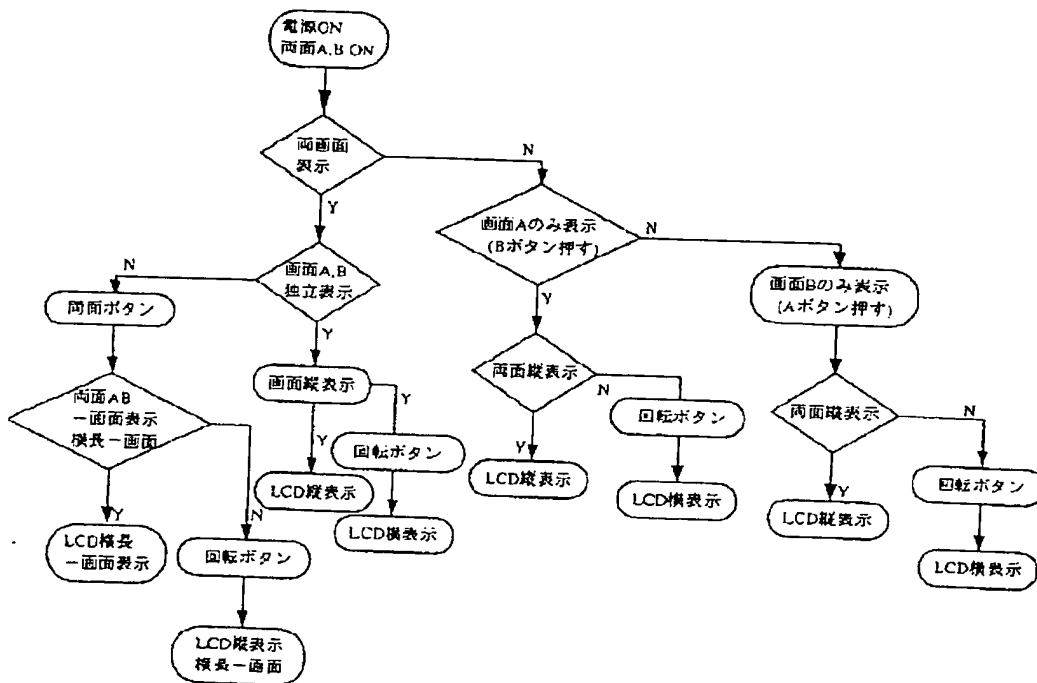 電源ON
両面A,B ON
両画面
表示
N
Y
画面Aのみ表示
(Bボタン押す)
N
画面A,B
独立表示
N
画面Bのみ表示
(Aボタン押す)
両面ボタン
Y
Y
両面縦表示
画面縦表示
両面AB
一画面表示
横長一画面
Y
N
回転ボタン
両面縦表示
N
Y
回転ボタン
Y
LCD縦表示
LCD縦表示
回転ボタン
LCD横表示
Y
LCD縦表示
Y
N
LCD横表示
LCD横長
一画面表示
回転ボタン
LCD横表示
LCD縦表示
横長一画面